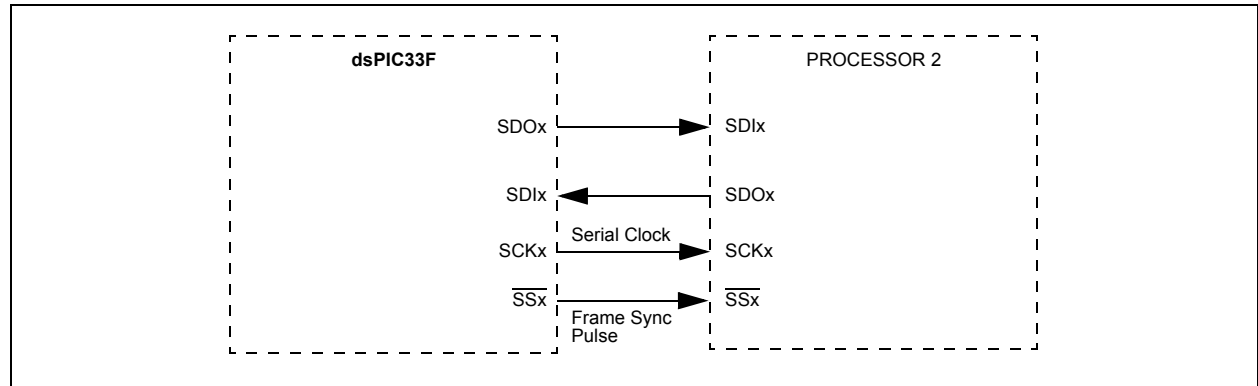 dsPIC33F
PROCESSOR 2
SDOx
SDIx
SDIx
SDOx
Serial Clock
SCKx
SCKx
SSx
SSx
Frame Sync
Pulse